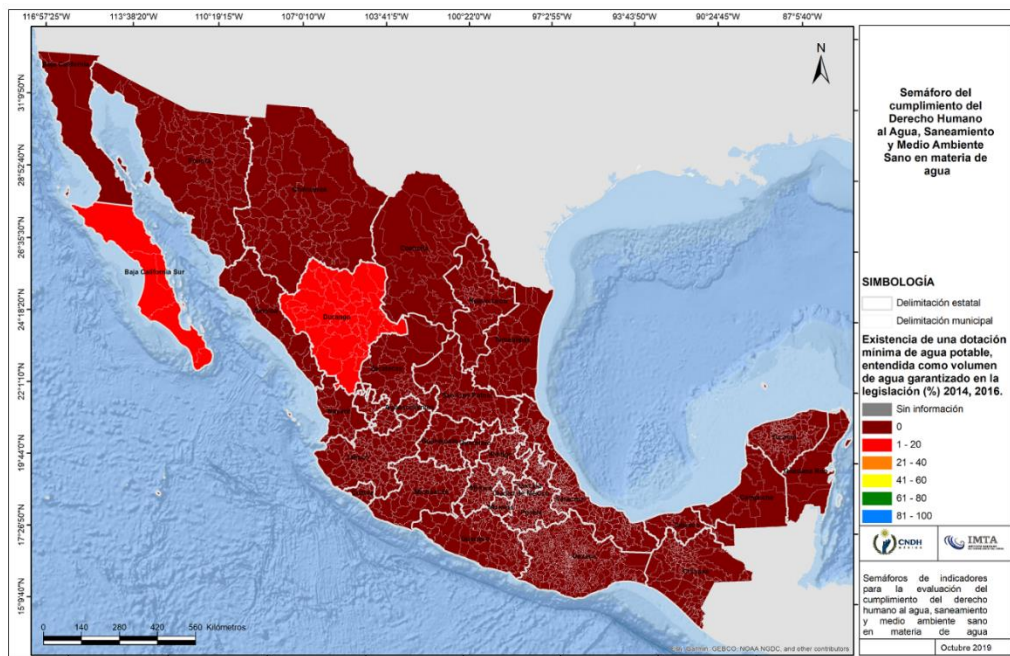 116°57'25"W 113°38'20"W 110°19'15"W 107°0'10"W 103°41'5"W 100°22'0"W 97°2'55"W 93°43'50"W 90°24'45"W 87°5'40"W
31°9'50"N
28°52'40"N
26°35'30"N
24°18'20"N
22°1'10"N
19°44'0"N
17°26'50"N
15°9'40"N
N
Baja California Sur
Durango
0 140 280 420 560 Kilómetros
Semáforo del
cumplimiento del
Derecho Humano
al Agua, Saneamiento
y Medio Ambiente
Sano en materia de
agua
SIMBOLOGÍA
Delimitación estatal
Delimitación municipal
Existencia de una dotación
mínima de agua potable,
entendida como volumen
de agua garantizado en la
legislación (%) 2014, 2016.
Sin información
0
1 - 20
21 - 40
41 - 60
61 - 80
81 - 100
CNDH
MÉXICO
IMTA
Semáforos de indicadores
para la evaluación del
cumplimiento del derecho
humano al agua, saneamiento
y medio ambiente sano
en materia de agua
Octubre 2019
GEBCO, NOAA NGDC, and other contributors